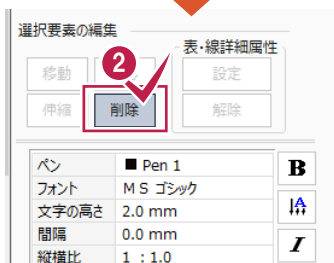 選択要素の編集
表・線詳細属性
移動
2
設定
伸縮
削除
解除
ペン ■ Pen 1
B
フォント MS ゴシック
文字の高さ 2.0 mm
A
間隔 0.0 mm
I
縦横比 1 : 1.0